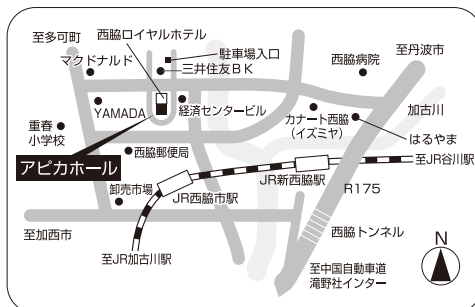 至多可町
西脇ロイヤルホテル
駐車場入口
三井住友BK
マクドナルド
西脇病院
至丹波市
YAMADA
経済センタービル
カナート西脇
(イズミヤ)
加古川
はるやま
重春
小学校
アピカホール
西脇郵便局
卸売市場
JR西脇市駅
JR新西脇駅
至JR谷川駅
R175
至加西市
至JR加古川駅
西脇トンネル
至中国自動車道
滝野社インター
N